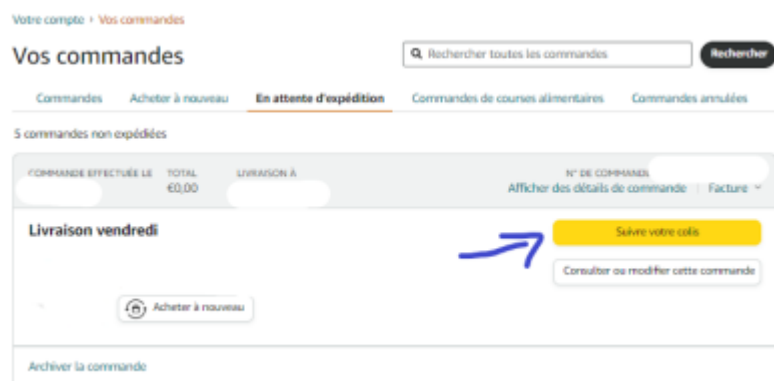 Votre compte › Vos commandes
Vos commandes
Rechercher toutes les commandes
Rechercher
Commandes Acheter à nouveau En attente d'expédition Commandes de courses alimentaires Commandes annulées
5 commandes non expédiées
COMMANDE EFFECTUÉE LE TOTAL LIVRAISON À N° DE COMMANDE
€0,00 Afficher des détails de commande Facture
Livraison vendredi
Suivre votre colis
Consulter ou modifier cette commande
Acheter à nouveau
Archiver la commande